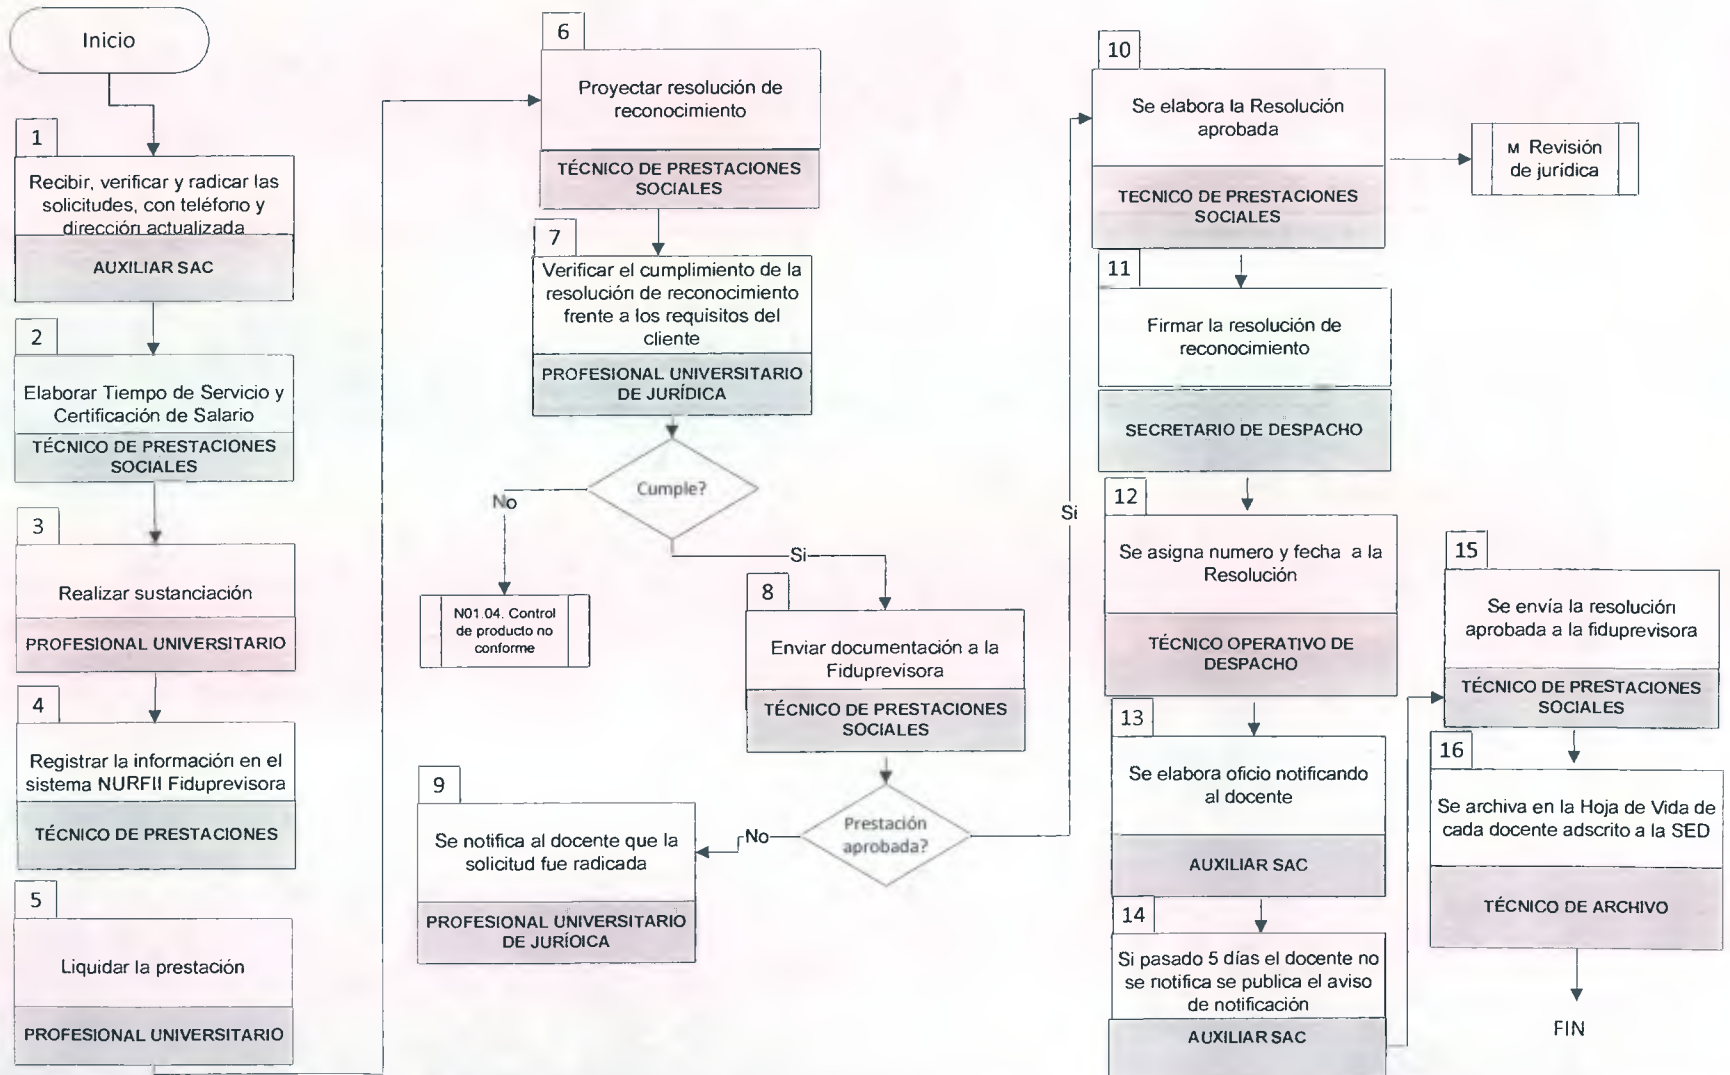 Inicio
1
Recibir, verificar y radicar las
solicitudes, con teléfono y
dirección actualizada
AUXILIAR SAC
2
Elaborar Tiempo de Servicio y
Certificación de Salario
TÉCNICO DE PRESTACIONES
SOCIALES
3
Realizar sustanciación
PROFESIONAL UNIVERSITARIO
4
Registrar la información en el
sistema NURFII Fiduprevisora
TÉCNICO DE PRESTACIONES
5
Liquidar la prestación
PROFESIONAL UNIVERSITARIO
6
Proyectar resolución de
reconocimiento
TÉCNICO DE PRESTACIONES
SOCIALES
7
Verificar el cumplimiento de la
resolución de reconocimiento
frente a los requisitos del
cliente
PROFESIONAL UNIVERSITARIO
DE JURÍDICA
Cumple?
No
Si
N01.04. Control
de producto no
conforme
8
Enviar documentación a la
Fiduprevisora
TÉCNICO DE PRESTACIONES
SOCIALES
Prestación
aprobada?
No
Si
9
Se notifica al docente que la
solicitud fue radicada
PROFESIONAL UNIVERSITARIO
DE JURÍDICA
10
Se elabora la Resolución
aprobada
TECNICO DE PRESTACIONES
SOCIALES
M Revisión
de jurídica
11
Firmar la resolución de
reconocimiento
SECRETARIO DE DESPACHO
12
Se asigna numero y fecha a la
Resolución
TÉCNICO OPERATIVO DE
DESPACHO
13
Se elabora oficio notificando
al docente
AUXILIAR SAC
14
Si pasado 5 días el docente no
se notifica se publica el aviso
de notificación
AUXILIAR SAC
15
Se envía la resolución
aprobada a la fiduprevisora
TÉCNICO DE PRESTACIONES
SOCIALES
16
Se archiva en la Hoja de Vida de
cada docente adscrito a la SED
TÉCNICO DE ARCHIVO
FIN